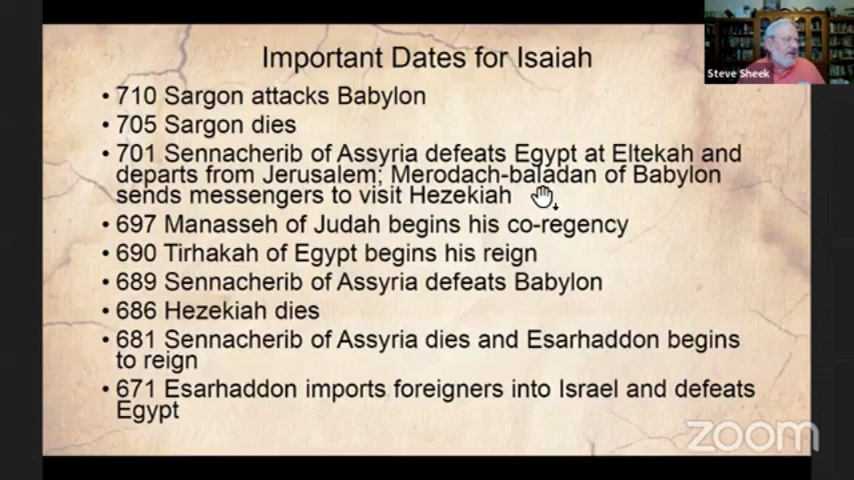 Important Dates for Isaiah
Steve Sheek
• 710 Sargon attacks Babylon
• 705 Sargon dies
• 701 Sennacherib of Assyria defeats Egypt at Eltekah and
departs from Jerusalem; Merodach-baladan of Babylon
sends messengers to visit Hezekiah
• 697 Manasseh of Judah begins his co-regency
• 690 Tirhakah of Egypt begins his reign
• 689 Sennacherib of Assyria defeats Babylon
• 686 Hezekiah dies
• 681 Sennacherib of Assyria dies and Esarhaddon begins
to reign
• 671 Esarhaddon imports foreigners into Israel and defeats
Egypt
zoom